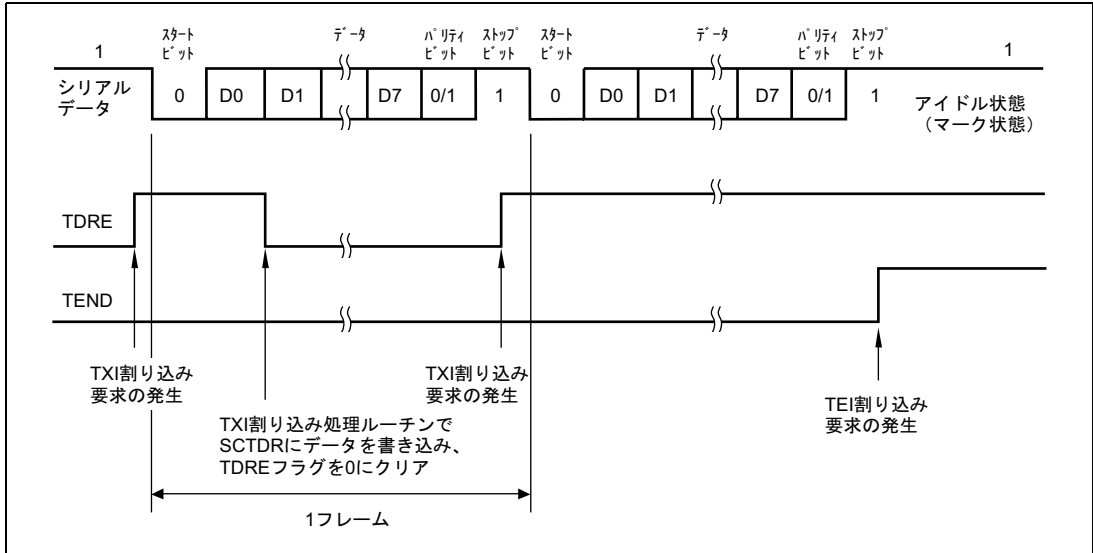 1
スタート
ビット
データ
パリティ
ビット
ストップ
ビット
スタート
ビット
データ
パリティ
ビット
ストップ
ビット
1
シリアル
データ
0
D0
D1
D7
0/1
1
0
D0
D1
D7
0/1
1
アイドル状態
（マーク状態）
TDRE
TEND
TXI割り込み
要求の発生
TXI割り込み
要求の発生
TEI割り込み
要求の発生
TXI割り込み処理ルーチンで
SCTDRにデータを書き込み、
TDREフラグを0にクリア
1フレーム